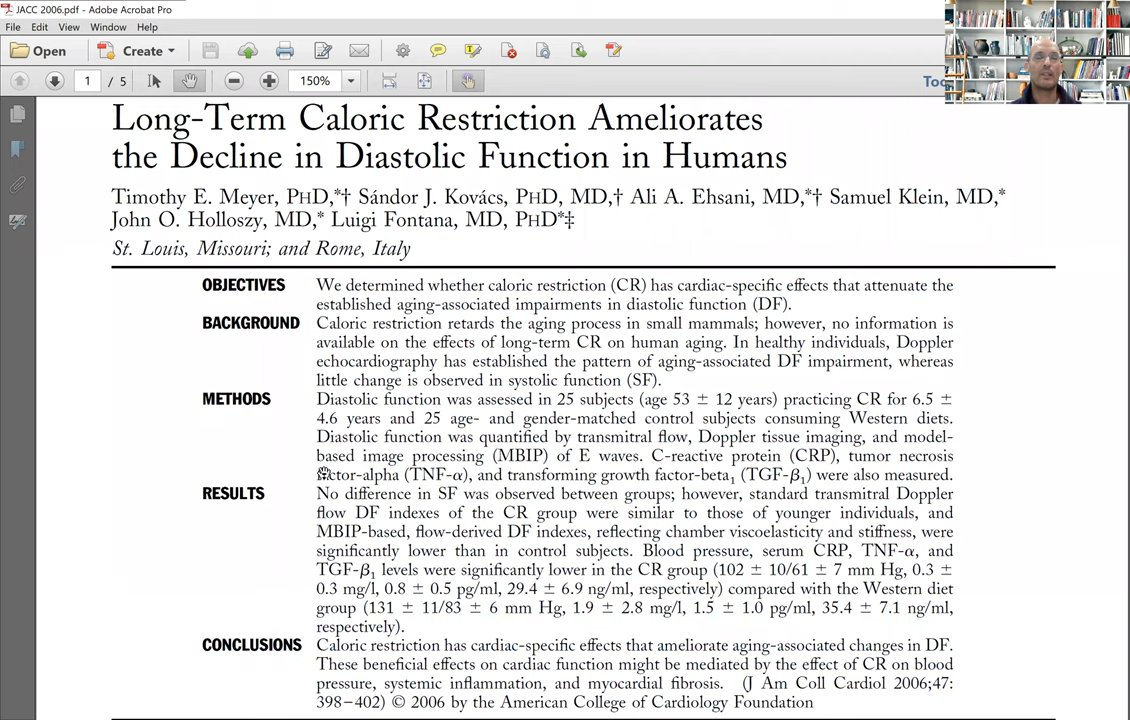 JACC 2006.pdf - Adobe Acrobat Pro
File Edit View Window Help
Open Create
1 / 5 150%
Long-Term Caloric Restriction Ameliorates
the Decline in Diastolic Function in Humans
Timothy E. Meyer, PHD,*† Sándor J. Kovács, PHD, MD,† Ali A. Ehsani, MD,*† Samuel Klein, MD,*
John O. Holloszy, MD,* Luigi Fontana, MD, PHD*‡
St. Louis, Missouri; and Rome, Italy
OBJECTIVES We determined whether caloric restriction (CR) has cardiac-specific effects that attenuate the
established aging-associated impairments in diastolic function (DF).
BACKGROUND Caloric restriction retards the aging process in small mammals; however, no information is
available on the effects of long-term CR on human aging. In healthy individuals, Doppler
echocardiography has established the pattern of aging-associated DF impairment, whereas
little change is observed in systolic function (SF).
METHODS Diastolic function was assessed in 25 subjects (age 53 ± 12 years) practicing CR for 6.5 ±
4.6 years and 25 age- and gender-matched control subjects consuming Western diets.
Diastolic function was quantified by transmitral flow, Doppler tissue imaging, and model-
based image processing (MBIP) of E waves. C-reactive protein (CRP), tumor necrosis
factor-alpha (TNF-α), and transforming growth factor-beta₁ (TGF-β₁) were also measured.
RESULTS No difference in SF was observed between groups; however, standard transmitral Doppler
flow DF indexes of the CR group were similar to those of younger individuals, and
MBIP-based, flow-derived DF indexes, reflecting chamber viscoelasticity and stiffness, were
significantly lower than in control subjects. Blood pressure, serum CRP, TNF-α, and
TGF-β₁ levels were significantly lower in the CR group (102 ± 10/61 ± 7 mm Hg, 0.3 ±
0.3 mg/l, 0.8 ± 0.5 pg/ml, 29.4 ± 6.9 ng/ml, respectively) compared with the Western diet
group (131 ± 11/83 ± 6 mm Hg, 1.9 ± 2.8 mg/l, 1.5 ± 1.0 pg/ml, 35.4 ± 7.1 ng/ml,
respectively).
CONCLUSIONS Caloric restriction has cardiac-specific effects that ameliorate aging-associated changes in DF.
These beneficial effects on cardiac function might be mediated by the effect of CR on blood
pressure, systemic inflammation, and myocardial fibrosis. (J Am Coll Cardiol 2006;47:
398–402) © 2006 by the American College of Cardiology Foundation